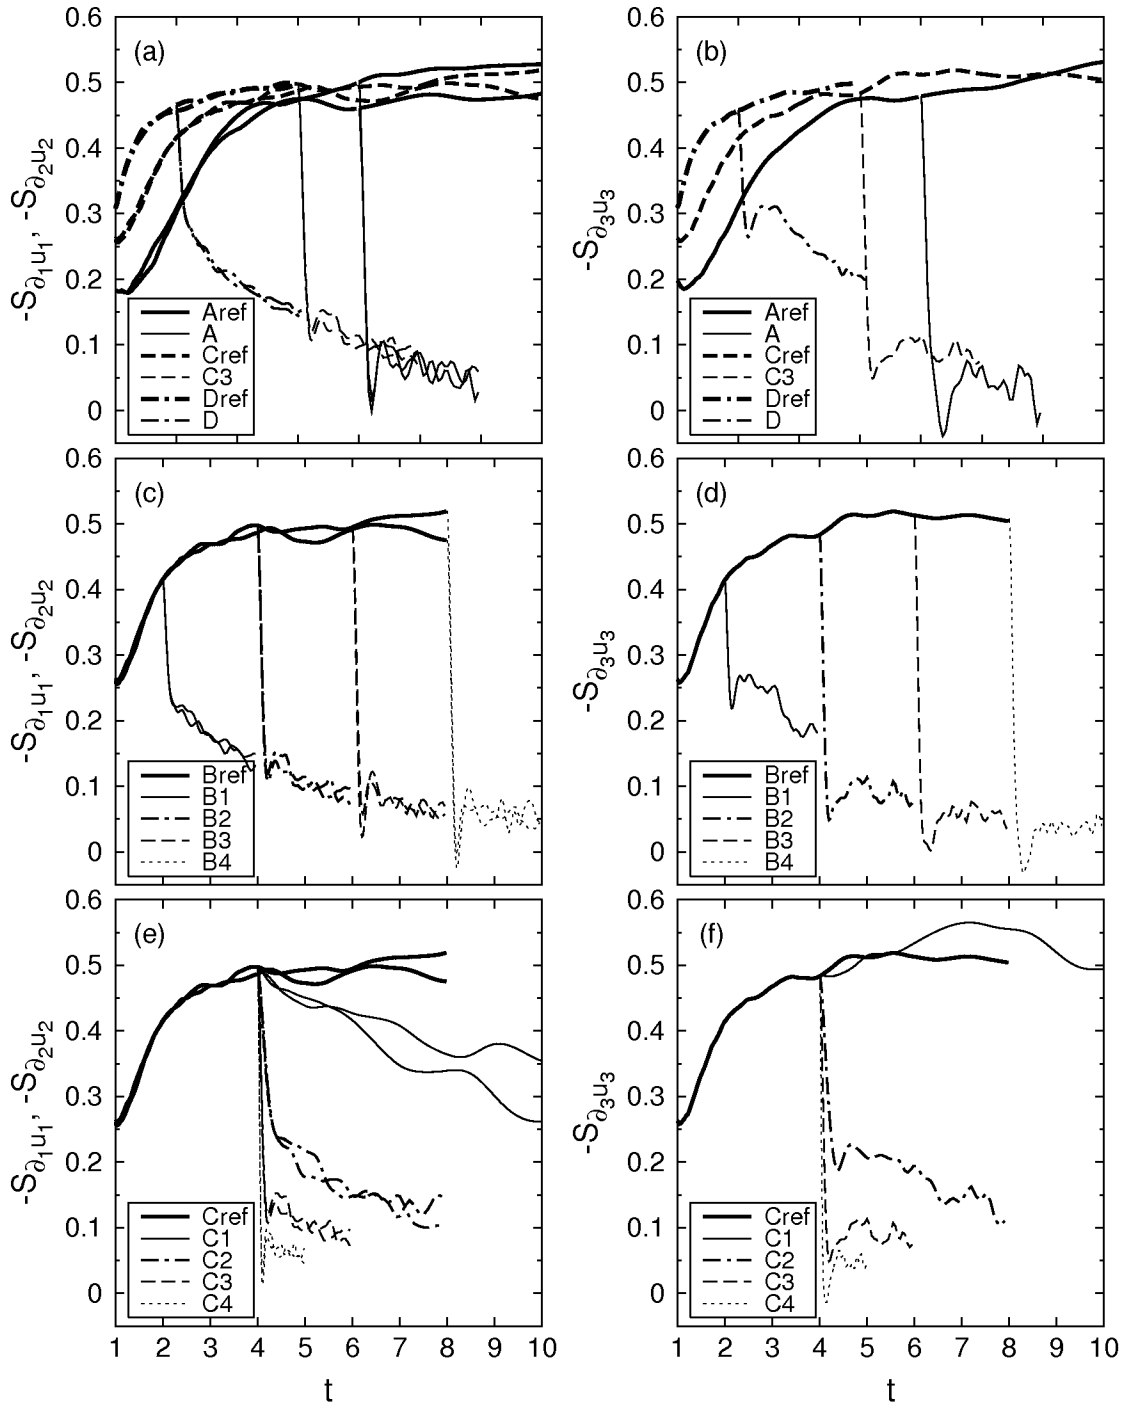 0.6
0.5
0.4
0.3
0.2
0.1
0
-S∂1u1, -S∂2u2
(a)
Aref
A
Cref
C3
Dref
D
0.6
0.5
0.4
0.3
0.2
0.1
0
-S∂3u3
(b)
Aref
A
Cref
C3
Dref
D
0.6
0.5
0.4
0.3
0.2
0.1
0
-S∂1u1, -S∂2u2
(c)
Bref
B1
B2
B3
B4
0.6
0.5
0.4
0.3
0.2
0.1
0
-S∂3u3
(d)
Bref
B1
B2
B3
B4
0.6
0.5
0.4
0.3
0.2
0.1
0
-S∂1u1, -S∂2u2
(e)
Cref
C1
C2
C3
C4
1 2 3 4 5 6 7 8 9 10
t
0.6
0.5
0.4
0.3
0.2
0.1
0
-S∂3u3
(f)
Cref
C1
C2
C3
C4
1 2 3 4 5 6 7 8 9 10
t